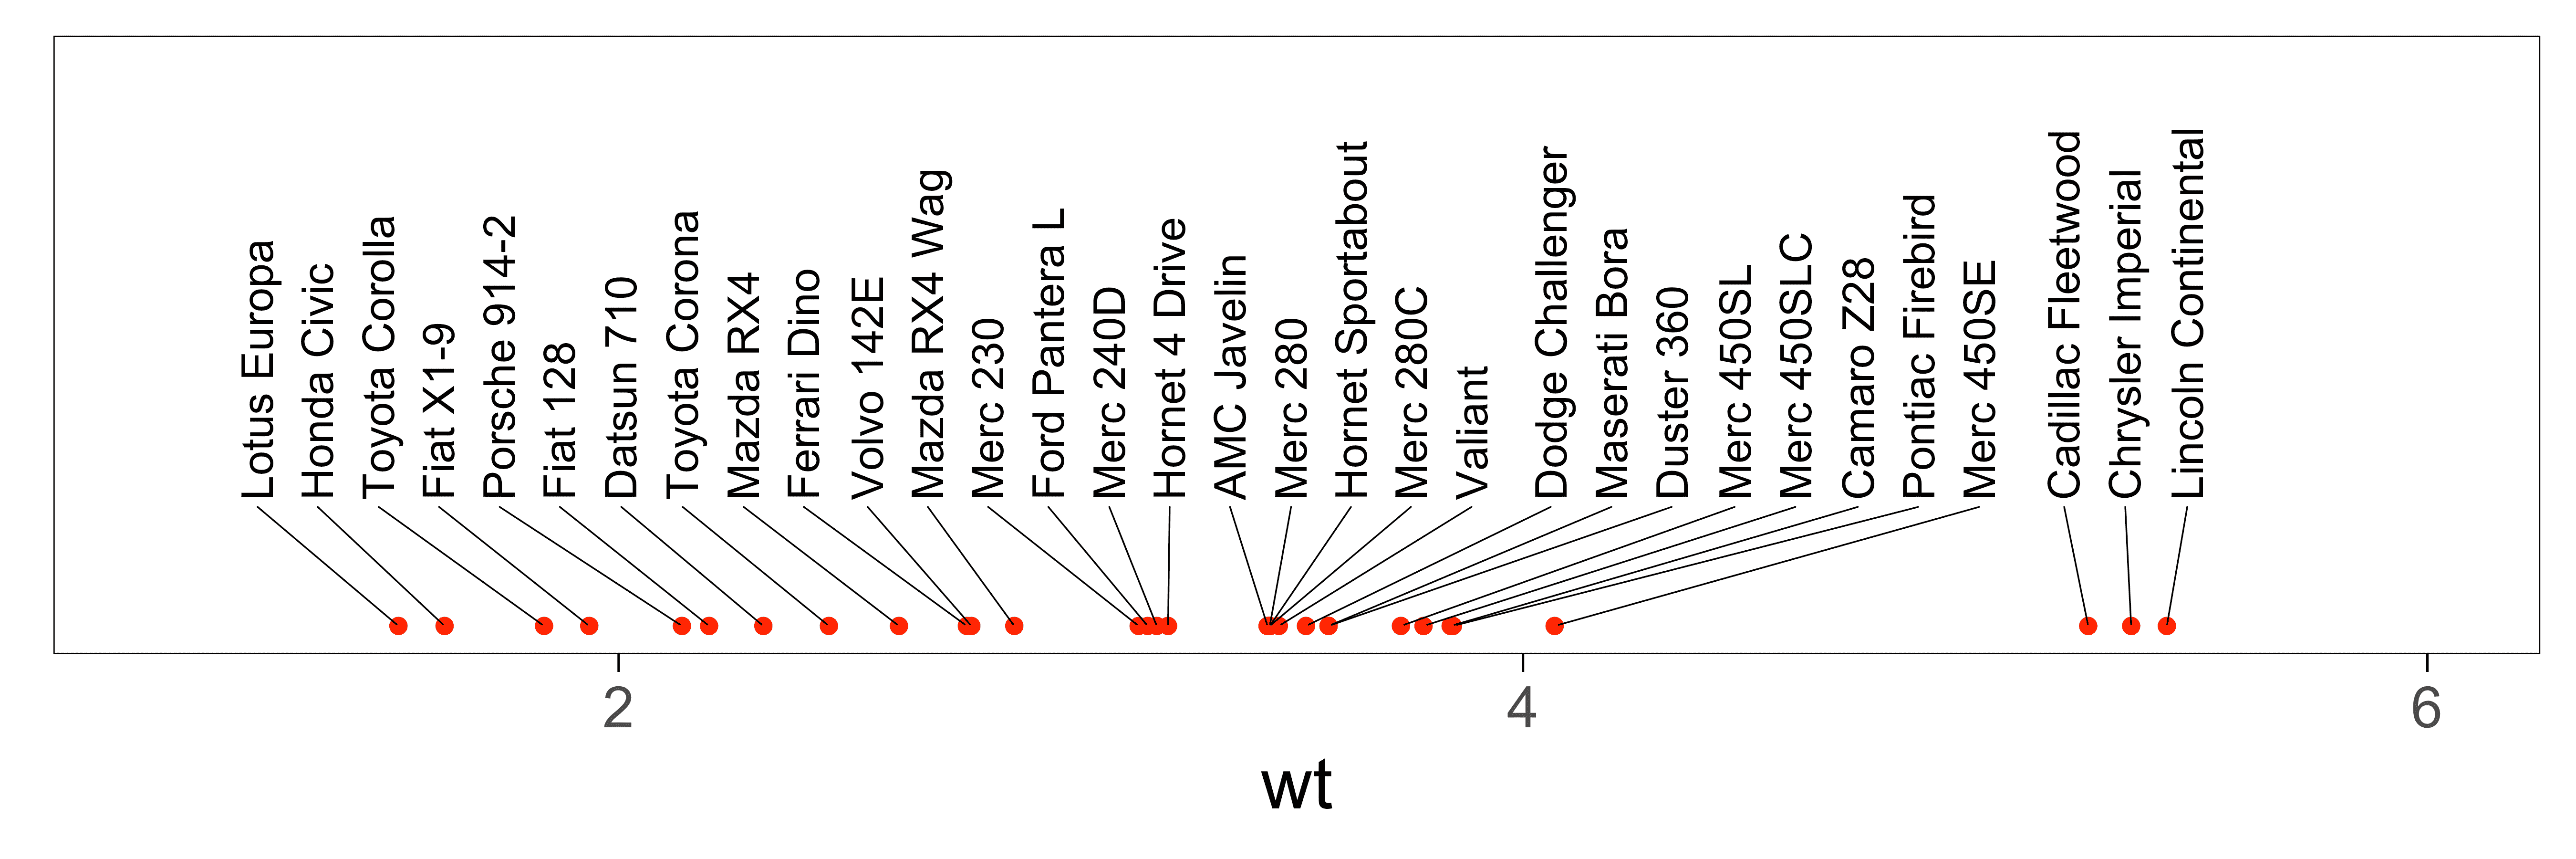 Lotus Europa
Honda Civic
Toyota Corolla
Fiat X1-9
Porsche 914-2
Fiat 128
Datsun 710
Toyota Corona
Mazda RX4
Ferrari Dino
Volvo 142E
Mazda RX4 Wag
Merc 230
Ford Pantera L
Merc 240D
Hornet 4 Drive
AMC Javelin
Merc 280
Hornet Sportabout
Merc 280C
Valiant
Dodge Challenger
Maserati Bora
Duster 360
Merc 450SL
Merc 450SLC
Camaro Z28
Pontiac Firebird
Merc 450SE
Cadillac Fleetwood
Chrysler Imperial
Lincoln Continental
2 4 6
wt